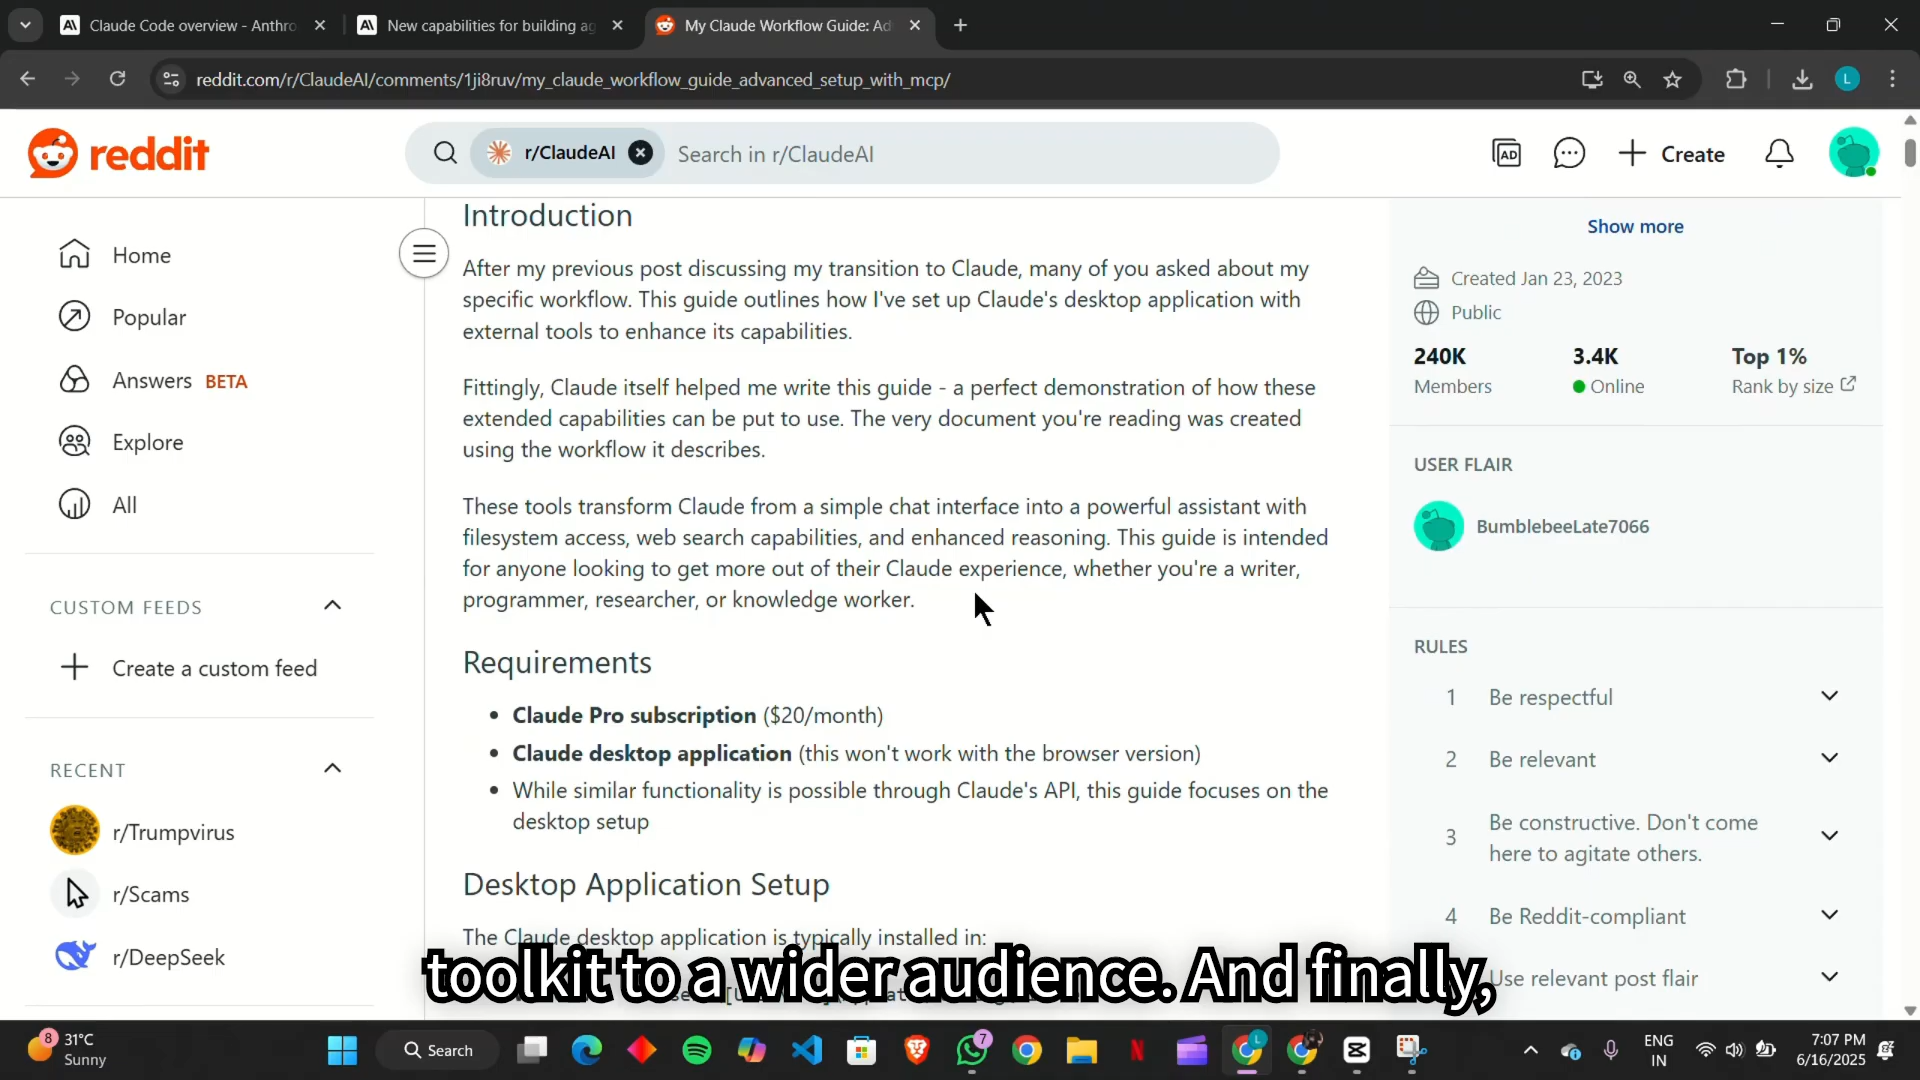 Claude Code overview - Anthro
New capabilities for building ag
My Claude Workflow Guide: Ad
reddit.com/r/ClaudeAI/comments/1ji8ruv/my_claude_workflow_guide_advanced_setup_with_mcp/
L
reddit
r/ClaudeAI
Search in r/ClaudeAI
AD
Create
Home
Popular
Answers BETA
Explore
All
CUSTOM FEEDS
Create a custom feed
RECENT
r/Trumpvirus
r/Scams
r/DeepSeek
Introduction
After my previous post discussing my transition to Claude, many of you asked about my
specific workflow. This guide outlines how I've set up Claude's desktop application with
external tools to enhance its capabilities.
Fittingly, Claude itself helped me write this guide - a perfect demonstration of how these
extended capabilities can be put to use. The very document you're reading was created
using the workflow it describes.
These tools transform Claude from a simple chat interface into a powerful assistant with
filesystem access, web search capabilities, and enhanced reasoning. This guide is intended
for anyone looking to get more out of their Claude experience, whether you're a writer,
programmer, researcher, or knowledge worker.
Requirements
• Claude Pro subscription ($20/month)
• Claude desktop application (this won't work with the browser version)
• While similar functionality is possible through Claude's API, this guide focuses on the
desktop setup
Desktop Application Setup
The Claude desktop application is typically installed in:
Show more
Created Jan 23, 2023
Public
240K 3.4K Top 1%
Members Online Rank by size
USER FLAIR
BumblebeeLate7066
RULES
1 Be respectful
2 Be relevant
3 Be constructive. Don't come
here to agitate others.
4 Be Reddit-compliant
Use relevant post flair
toolkit to a wider audience. And finally,
8
31°C
Sunny
Search
7
L
ENG
IN
7:07 PM
6/16/2025